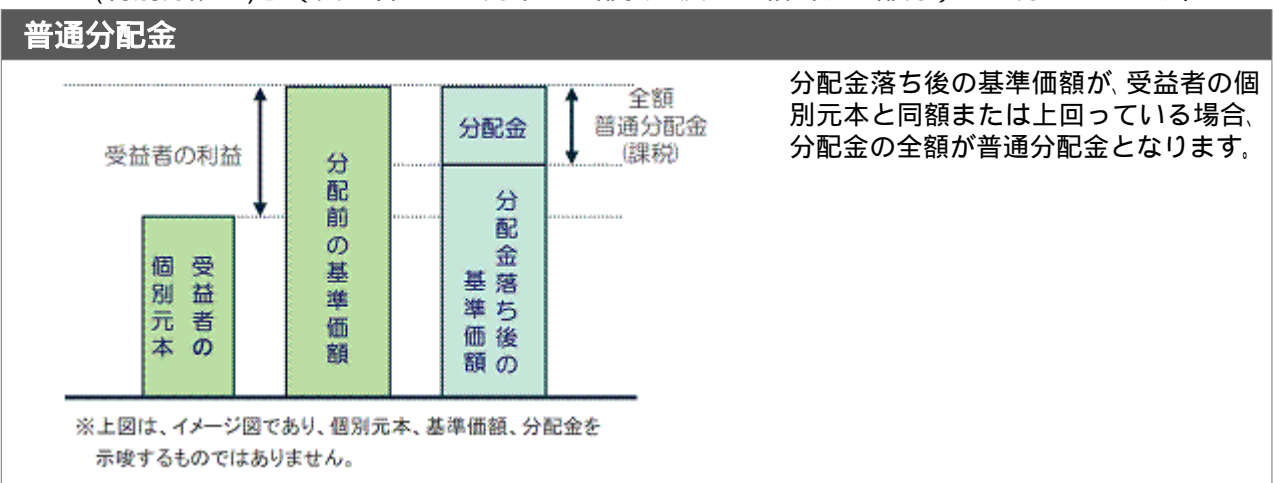 普通分配金
分配金落ち後の基準価額が、受益者の個
別元本と同額または上回っている場合、
分配金の全額が普通分配金となります。
受益者の利益
分配金
全額
普通分配金
(課税)
受益者の
個別元本
分配前の基準価額
分配金落ち後の
基準価額
※上図は、イメージ図であり、個別元本、基準価額、分配金を
示唆するものではありません。